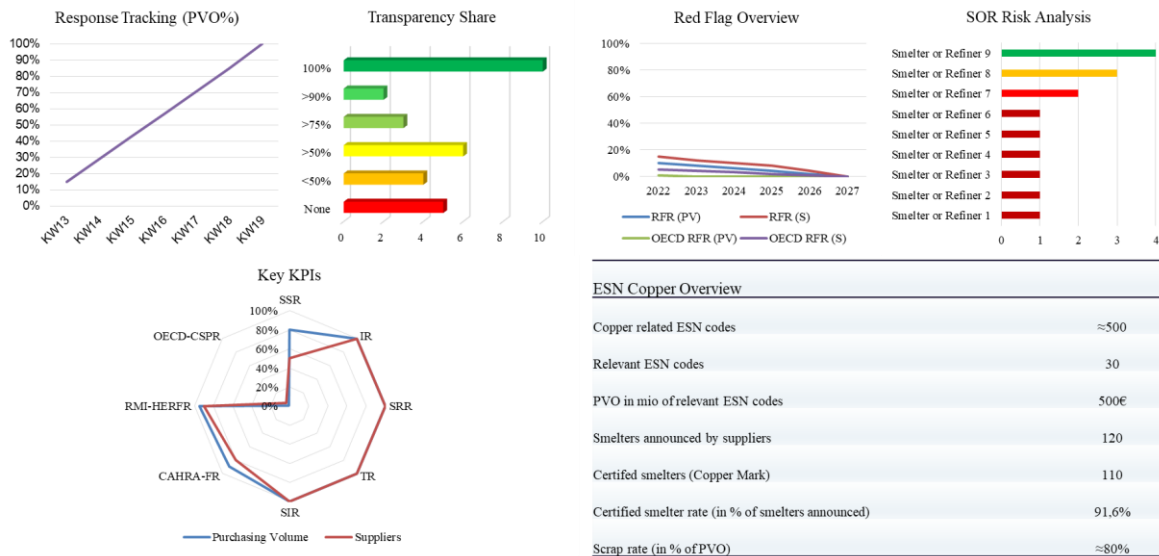 Response Tracking (PVO%)
100%
90%
80%
70%
60%
50%
40%
30%
20%
10%
0%
KW13
KW14
KW15
KW16
KW17
KW18
KW19
Transparency Share
100%
>90%
>75%
>50%
<50%
None
0
2
4
6
8
10
Red Flag Overview
100%
80%
60%
40%
20%
0%
2022
2023
2024
2025
2026
2027
RFR (PV)
RFR (S)
OECD RFR (PV)
OECD RFR (S)
SOR Risk Analysis
Smelter or Refiner 9
Smelter or Refiner 8
Smelter or Refiner 7
Smelter or Refiner 6
Smelter or Refiner 5
Smelter or Refiner 4
Smelter or Refiner 3
Smelter or Refiner 2
Smelter or Refiner 1
0
1
2
3
4
Key KPIs
SSR
IR
SRR
TR
SIR
CAHRA-FR
RMI-HERFR
OECD-CSPR
100%
80%
60%
40%
20%
0%
Purchasing Volume
Suppliers
ESN Copper Overview
Copper related ESN codes ≈500
Relevant ESN codes 30
PVO in mio of relevant ESN codes 500€
Smelters announced by suppliers 120
Certifed smelters (Copper Mark) 110
Certified smelter rate (in % of smelters announced) 91,6%
Scrap rate (in % of PVO) ≈80%